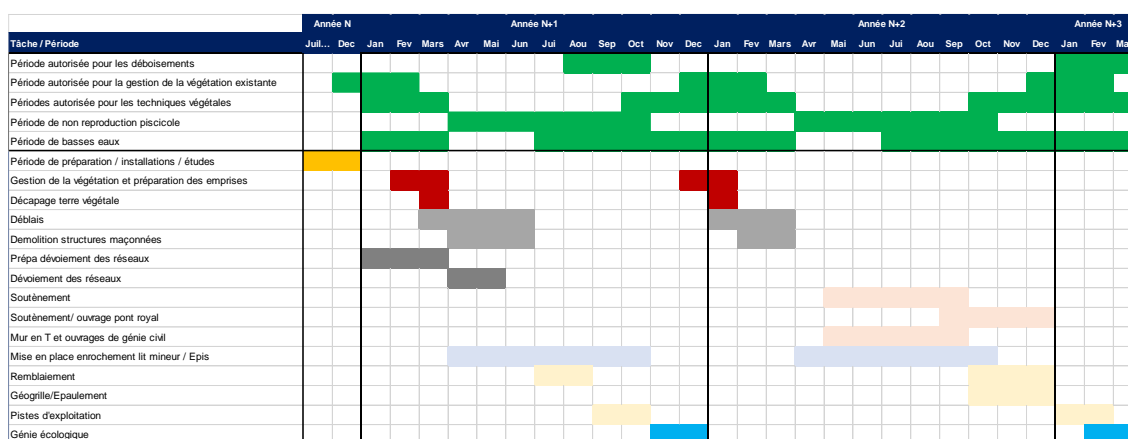 Année N Année N+1 Année N+2 Année N+3
Tâche / Période Juil... Dec Jan Fev Mars Avr Mai Jun Jui Aou Sep Oct Nov Dec Jan Fev Mars Avr Mai Jun Jui Aou Sep Oct Nov Dec Jan Fev Ma
Période autorisée pour les déboisements
Période autorisée pour la gestion de la végétation existante
Périodes autorisée pour les techniques végétales
Période de non reproduction piscicole
Période de basses eaux
Période de préparation / installations / études
Gestion de la végétation et préparation des emprises
Décapage terre végétale
Déblais
Demolition structures maçonnées
Prépa dévoiement des réseaux
Dévoiement des réseaux
Soutènement
Soutènement/ ouvrage pont royal
Mur en T et ouvrages de génie civil
Mise en place enrochement lit mineur / Epis
Remblaiement
Géogrille/Epaulement
Pistes d'exploitation
Génie écologique